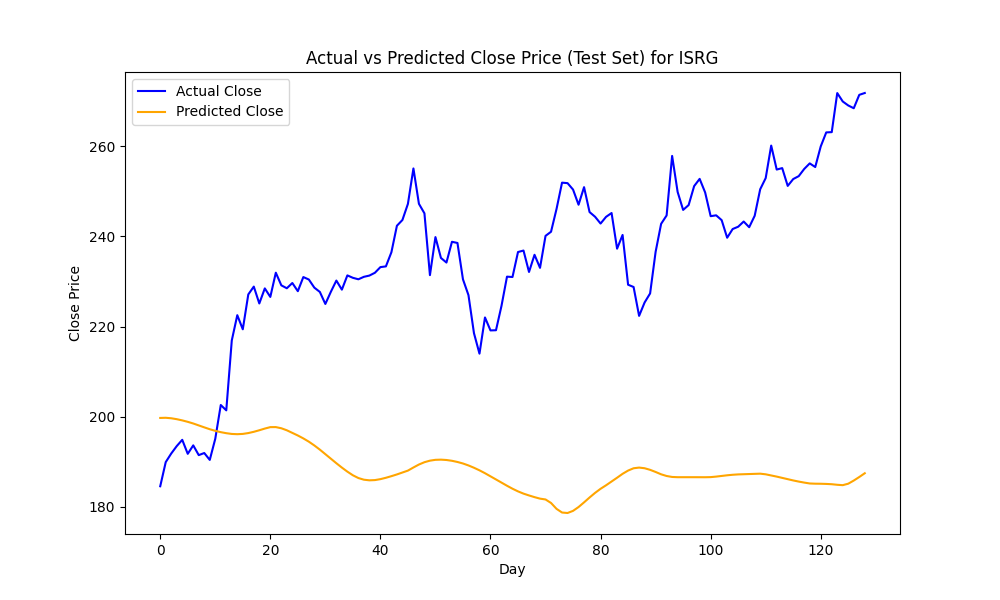 Actual vs Predicted Close Price (Test Set) for ISRG
Actual Close
Predicted Close
Close Price
260
240
220
200
180
0 20 40 60 80 100 120
Day